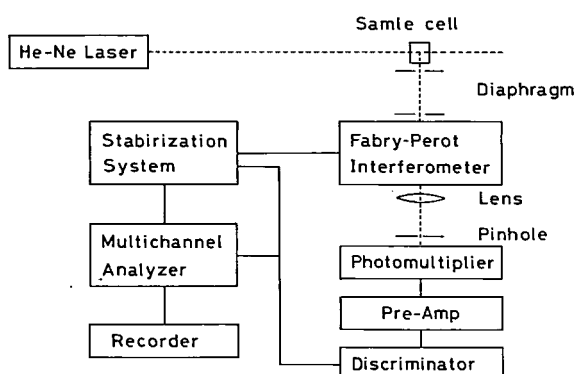 Samle cell
He-Ne Laser
Diaphragm
Stabirization
System
Fabry-Perot
Interferometer
Lens
Pinhole
Multichannel
Analyzer
Photomultiplier
Pre-Amp
Recorder
Discriminator